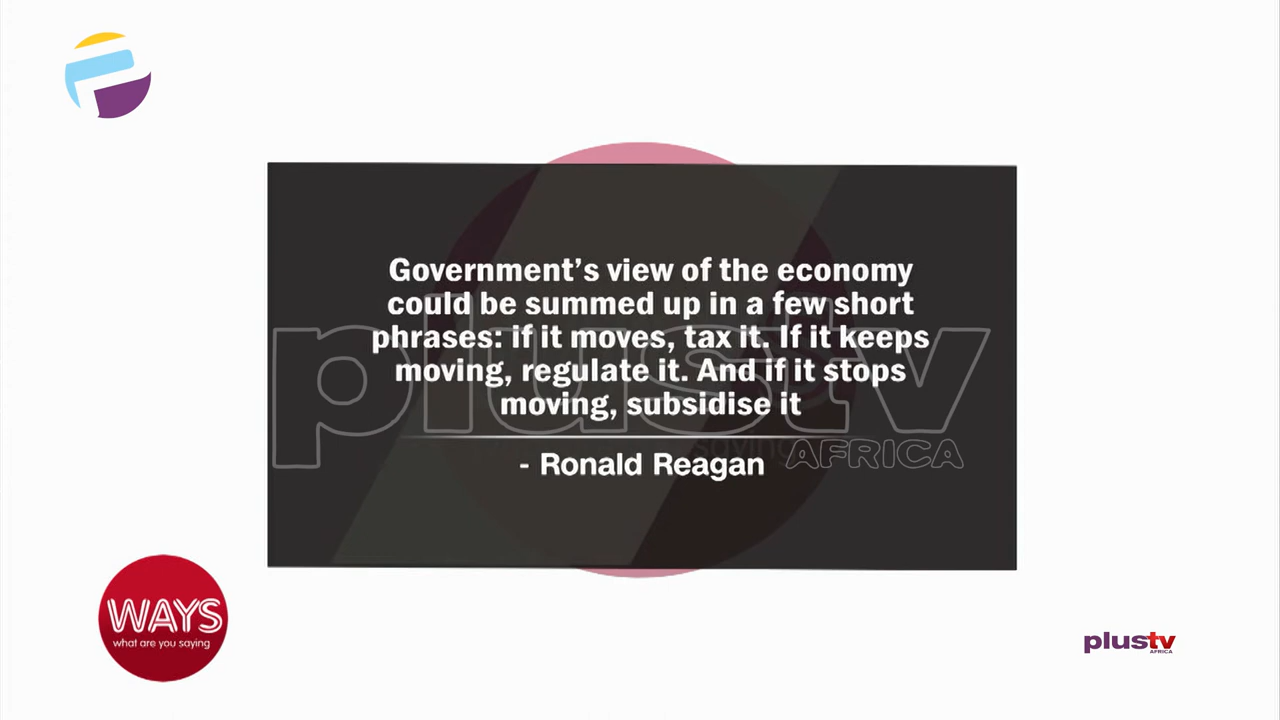 Government's view of the economy
could be summed up in a few short
phrases: if it moves, tax it. If it keeps
moving, regulate it. And if it stops
moving, subsidise it
- Ronald Reagan
plustv
AFRICA
saying
WAYS
what are you saying
plustv
AFRICA